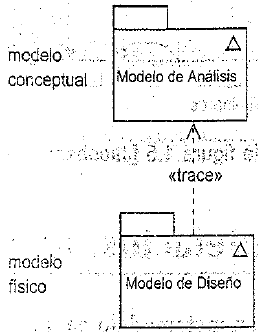 modelo
conceptual
Modelo de Análisis
«trace»
modelo
físico
Modelo de Diseño